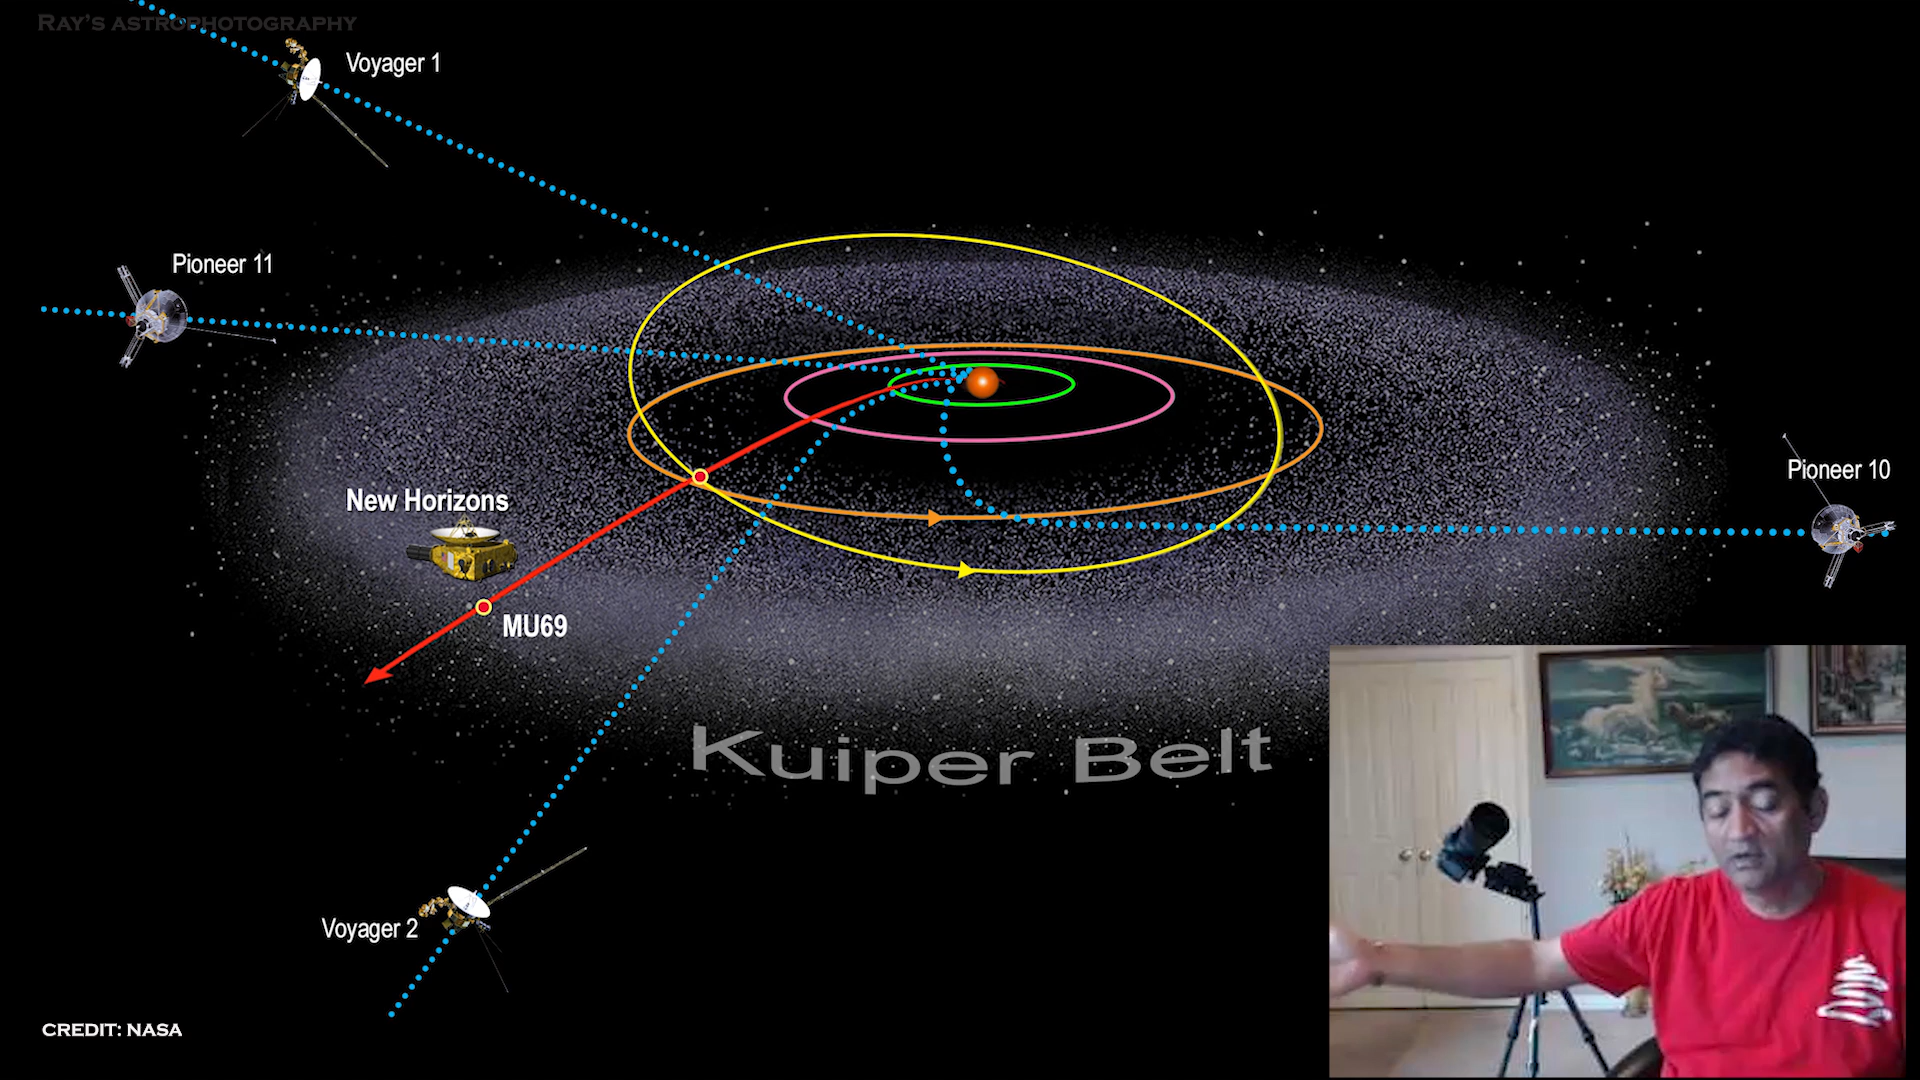 RAY'S ASTROPHOTOGRAPHY
Voyager 1
Pioneer 11
Pioneer 10
New Horizons
MU69
Kuiper Belt
Voyager 2
CREDIT: NASA